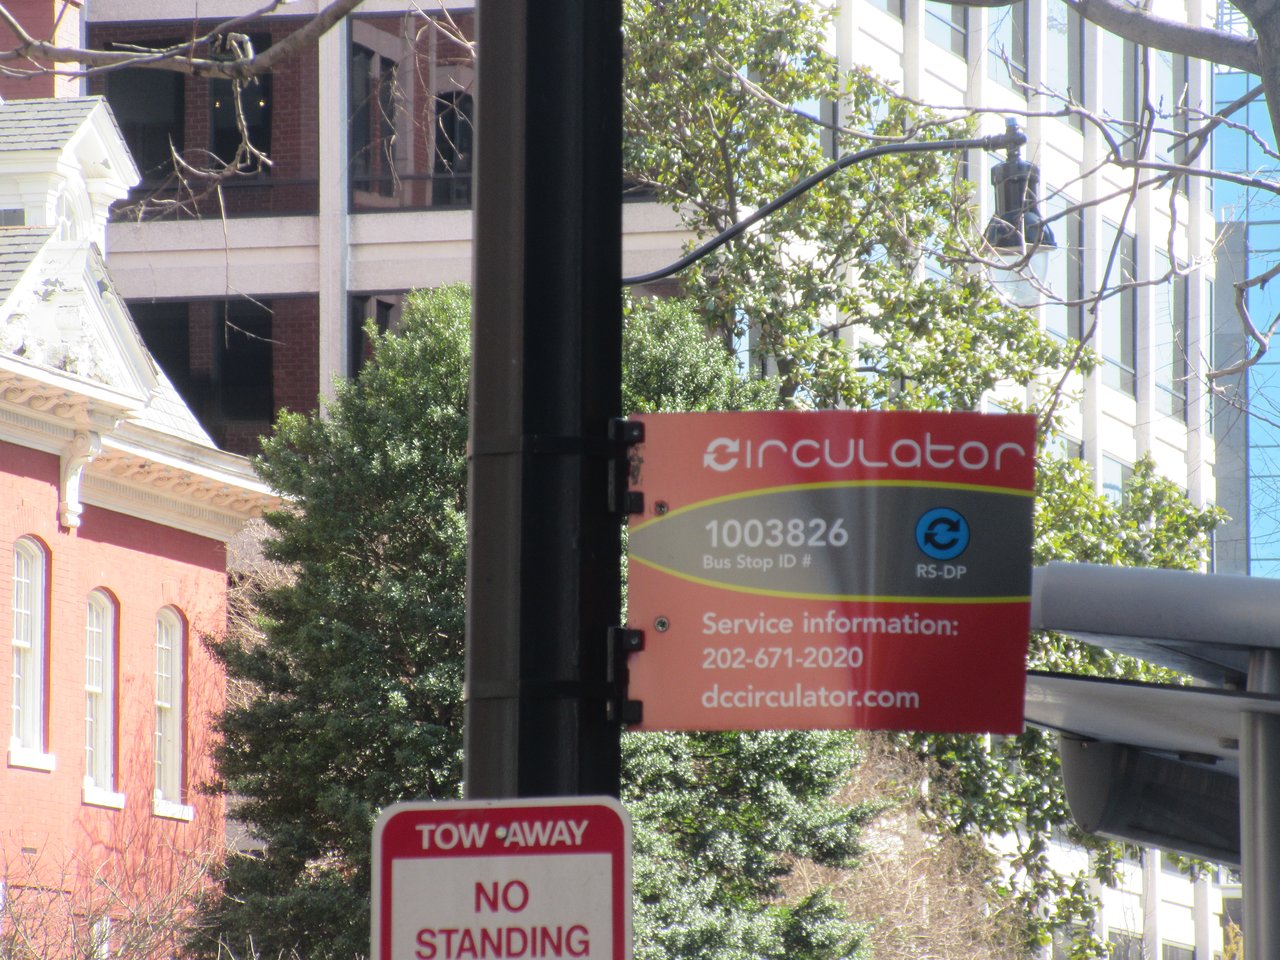 CIRCULATOR
1003826
Bus Stop ID #
RS-DP
Service information:
202-671-2020
dccirculator.com
TOW AWAY
NO
STANDING